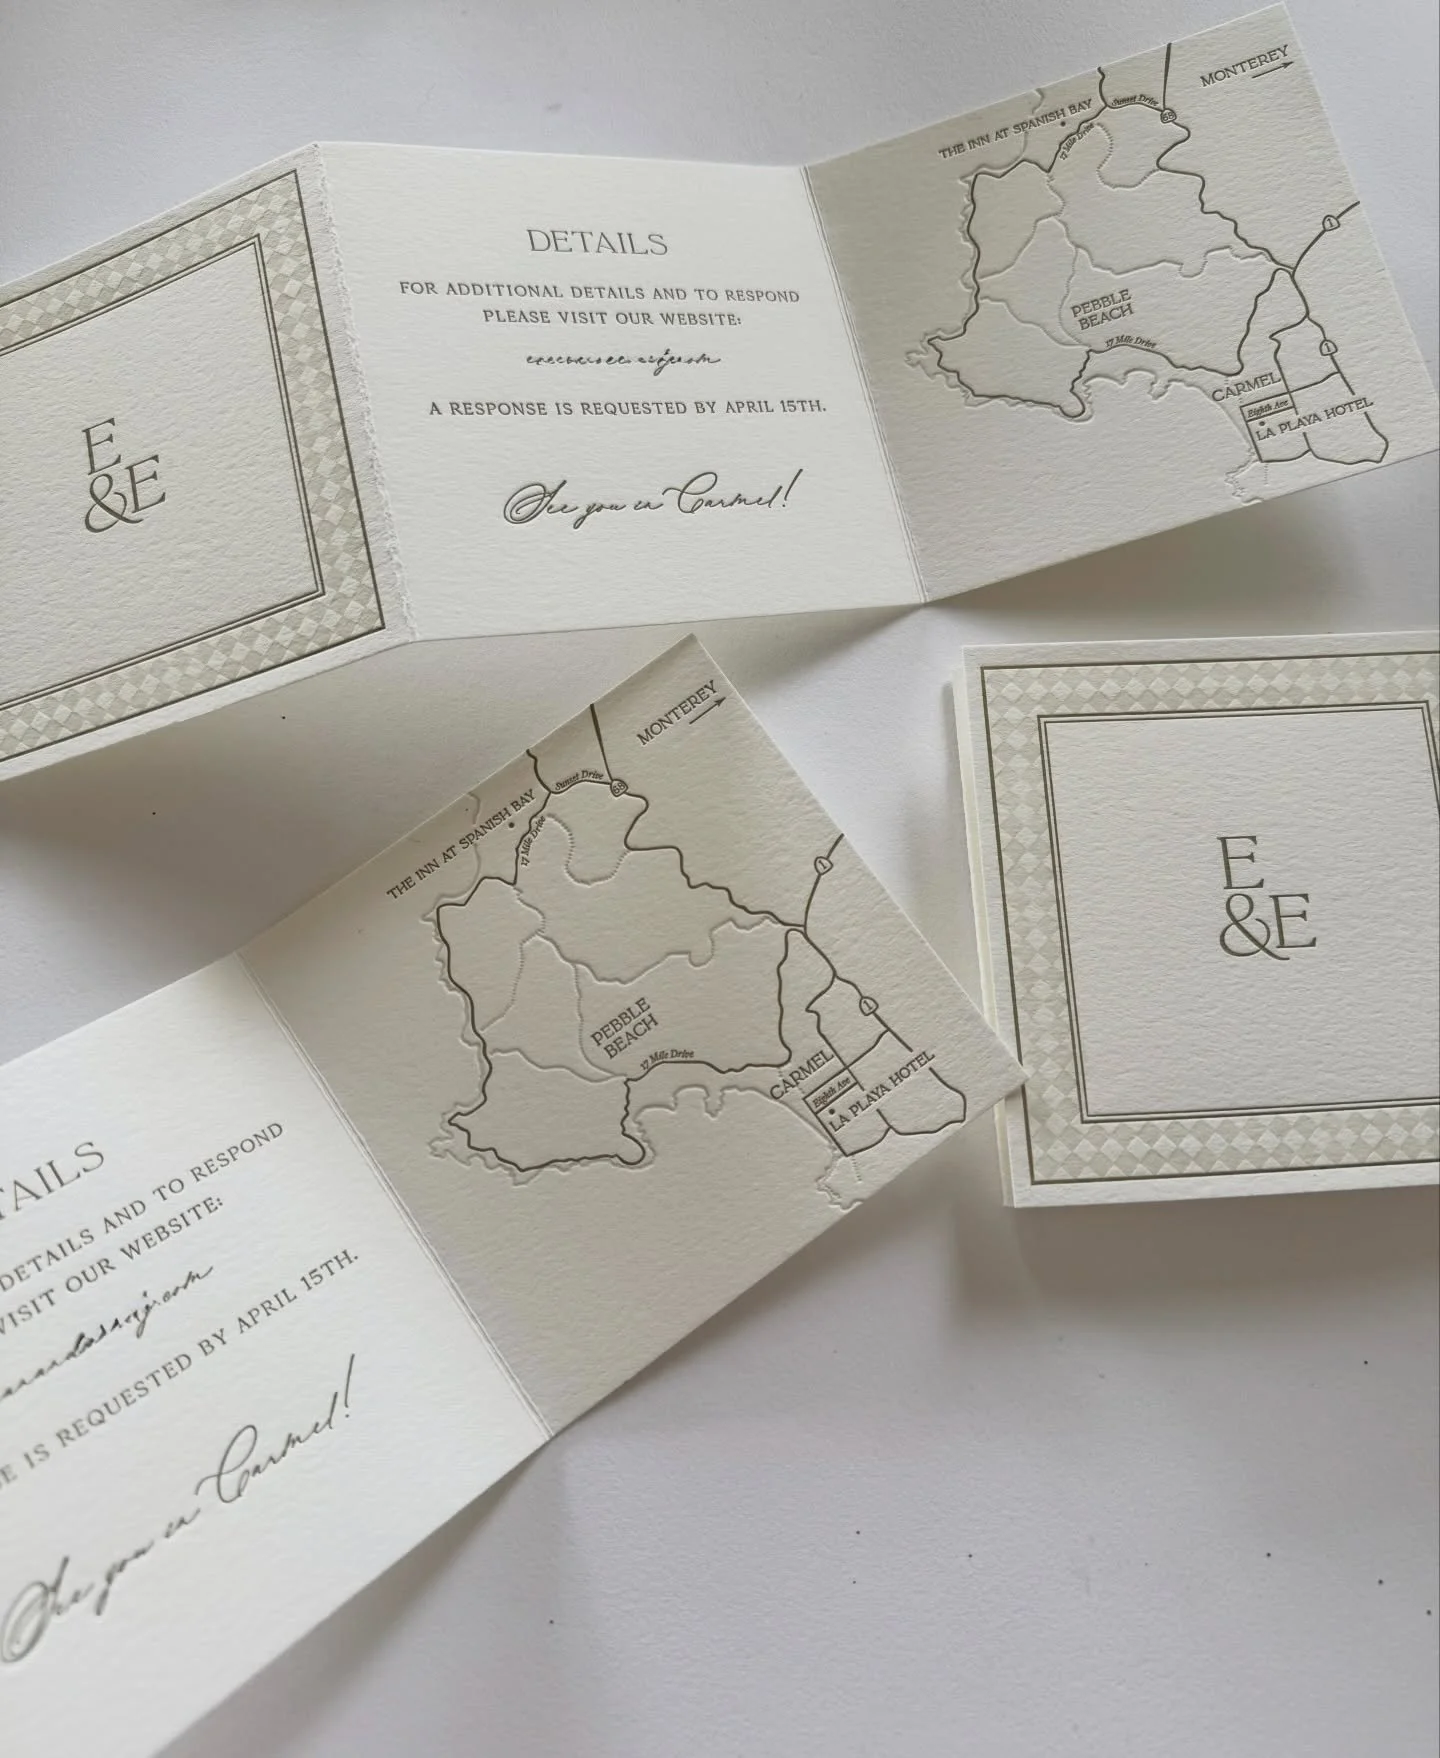 E
&E
DETAILS
FOR ADDITIONAL DETAILS AND TO RESPOND
PLEASE VISIT OUR WEBSITE:
A RESPONSE IS REQUESTED BY APRIL 15TH.
See you in Carmel!
MONTEREY
THE INN AT SPANISH BAY
Sunset Drive
68
17 Mile Drive
1
PEBBLE
BEACH
17 Mile Drive
1
CARMEL
Eighth Ave
LA PLAYA HOTEL
MONTEREY
THE INN AT SPANISH BAY
Sunset Drive
68
17 Mile Drive
1
PEBBLE
BEACH
17 Mile Drive
1
CARMEL
Eighth Ave
LA PLAYA HOTEL
E
&E
TAILS
DETAILS AND TO RESPOND
VISIT OUR WEBSITE:
SE IS REQUESTED BY APRIL 15TH.
See you in Carmel!